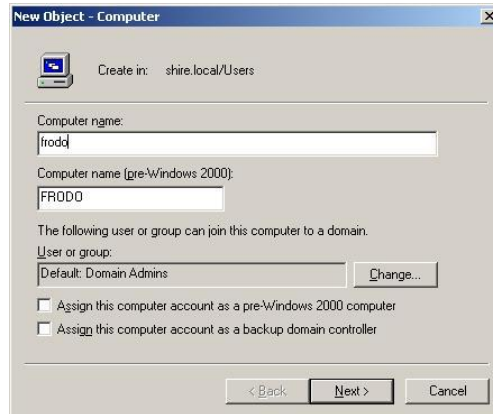 New Object - Computer
Create in: shire.local/Users
Computer name:
frodo
Computer name (pre-Windows 2000):
FRODO
The following user or group can join this computer to a domain.
User or group:
Default: Domain Admins
Change...
Assign this computer account as a pre-Windows 2000 computer
Assign this computer account as a backup domain controller
< Back Next > Cancel